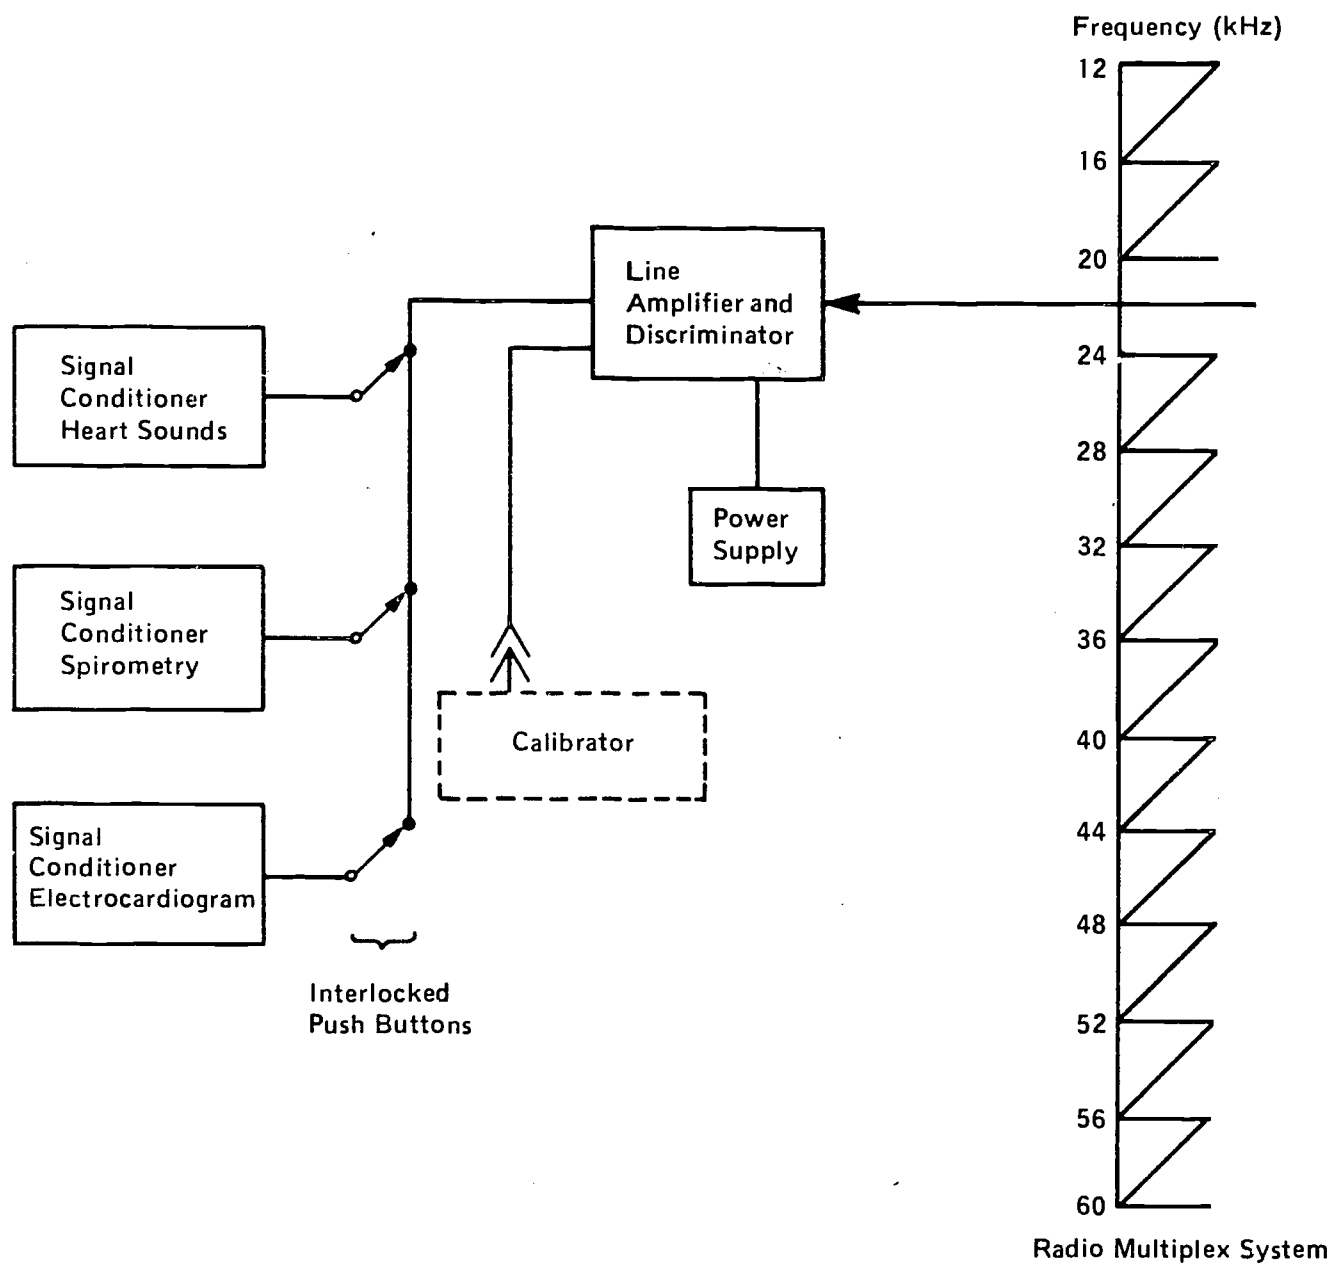 Frequency (kHz)
12
16
20
24
28
32
36
40
44
48
52
56
60
Radio Multiplex System
Line
Amplifier and
Discriminator
Power
Supply
Signal
Conditioner
Heart Sounds
Signal
Conditioner
Spirometry
Signal
Conditioner
Electrocardiogram
Calibrator
Interlocked
Push Buttons